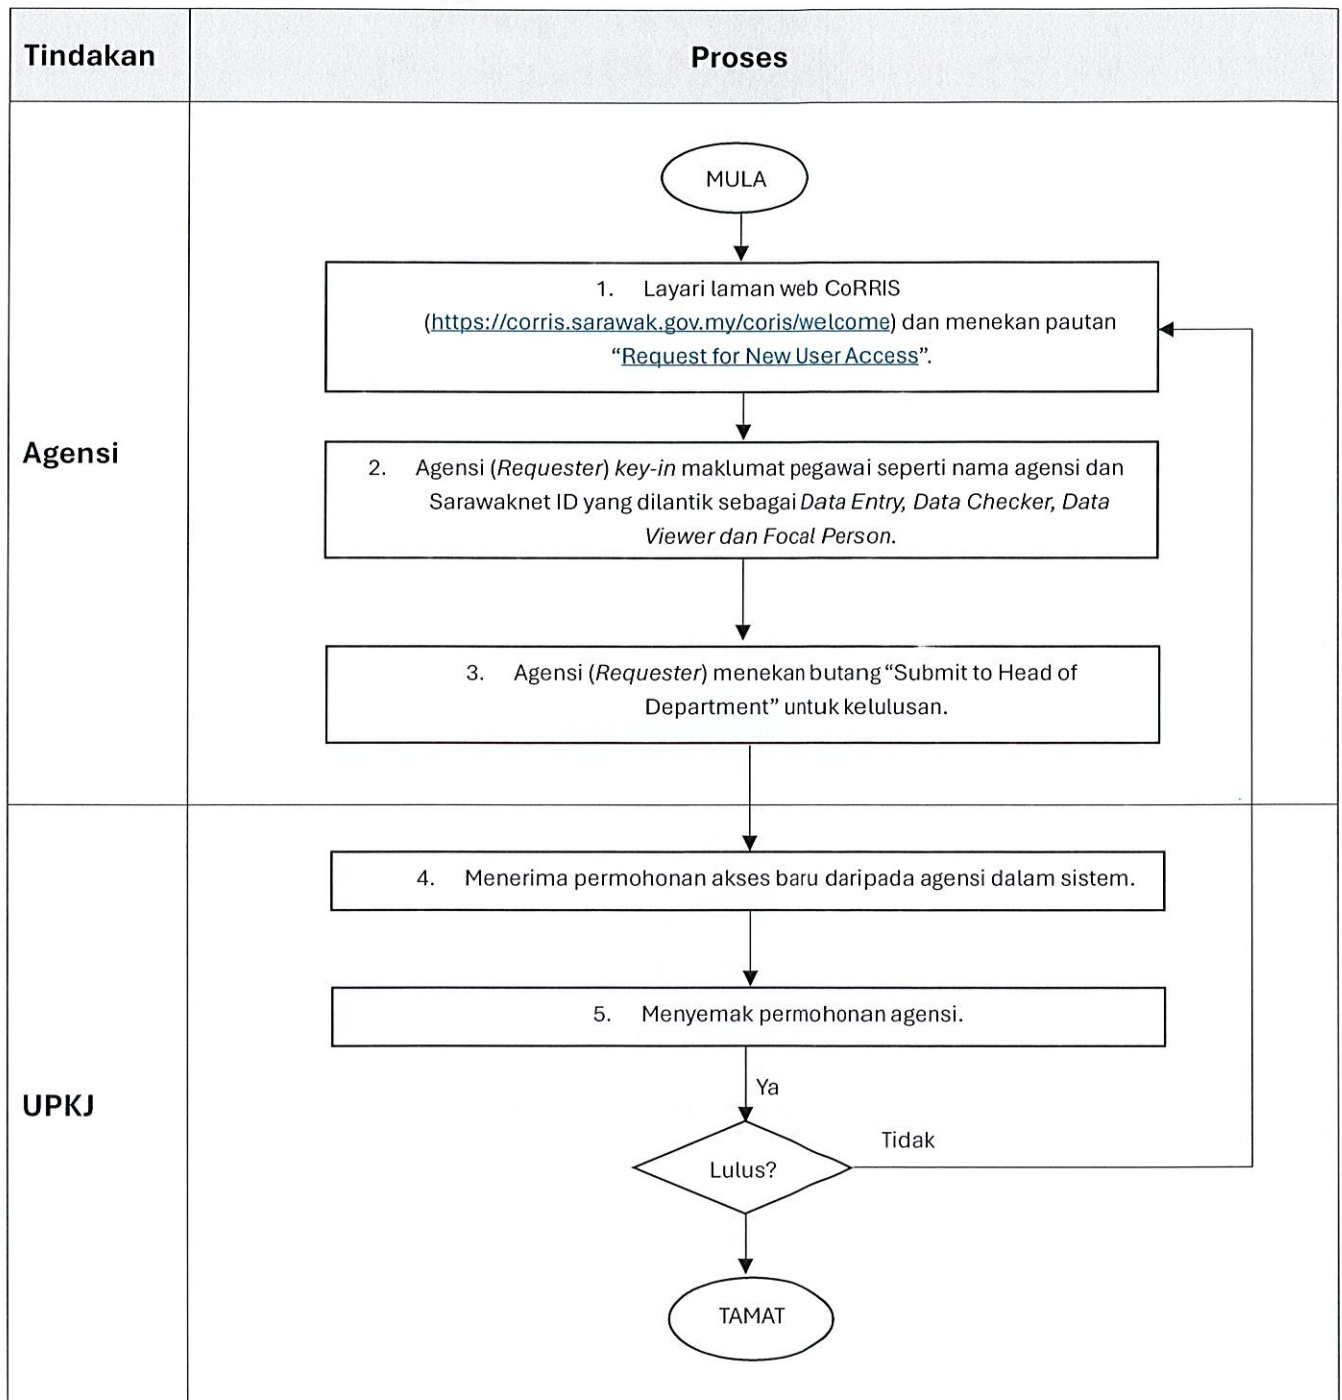 Tindakan
Proses
MULA
1. Layari laman web CoRRIS
(https://corris.sarawak.gov.my/coris/welcome) dan menekan pautan
“Request for New User Access”.
Agensi
2. Agensi (Requester) key-in maklumat pegawai seperti nama agensi dan
Sarawaknet ID yang dilantik sebagai Data Entry, Data Checker, Data
Viewer dan Focal Person.
3. Agensi (Requester) menekan butang “Submit to Head of
Department” untuk kelulusan.
4. Menerima permohonan akses baru daripada agensi dalam sistem.
5. Menyemak permohonan agensi.
UPKJ
Ya
Tidak
Lulus?
TAMAT